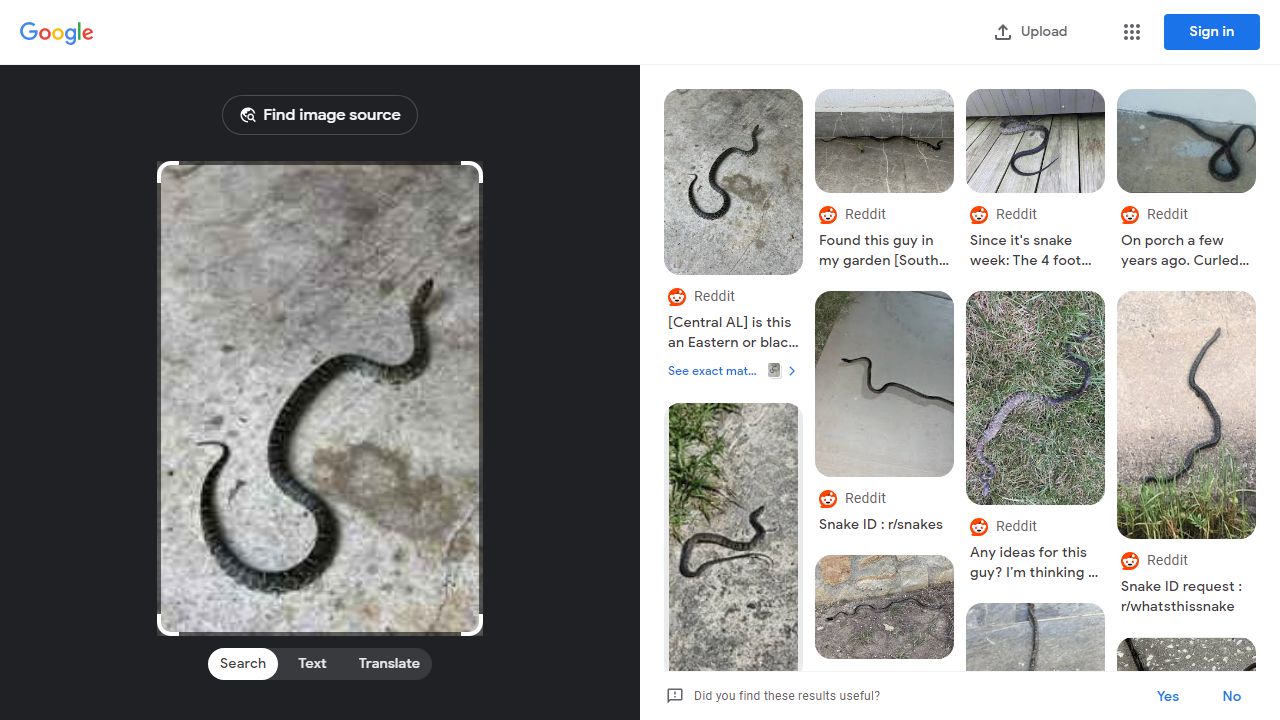 Google
Upload
Sign in
Find image source
Search
Text
Translate
Reddit
[Central AL] is this
an Eastern or blac...
See exact mat...
Reddit
Found this guy in
my garden [South...
Reddit
Since it's snake
week: The 4 foot...
Reddit
On porch a few
years ago. Curled...
Reddit
Snake ID : r/snakes
Reddit
Any ideas for this
guy? I'm thinking ...
Reddit
Snake ID request :
r/whatsthissnake
Did you find these results useful?
Yes
No